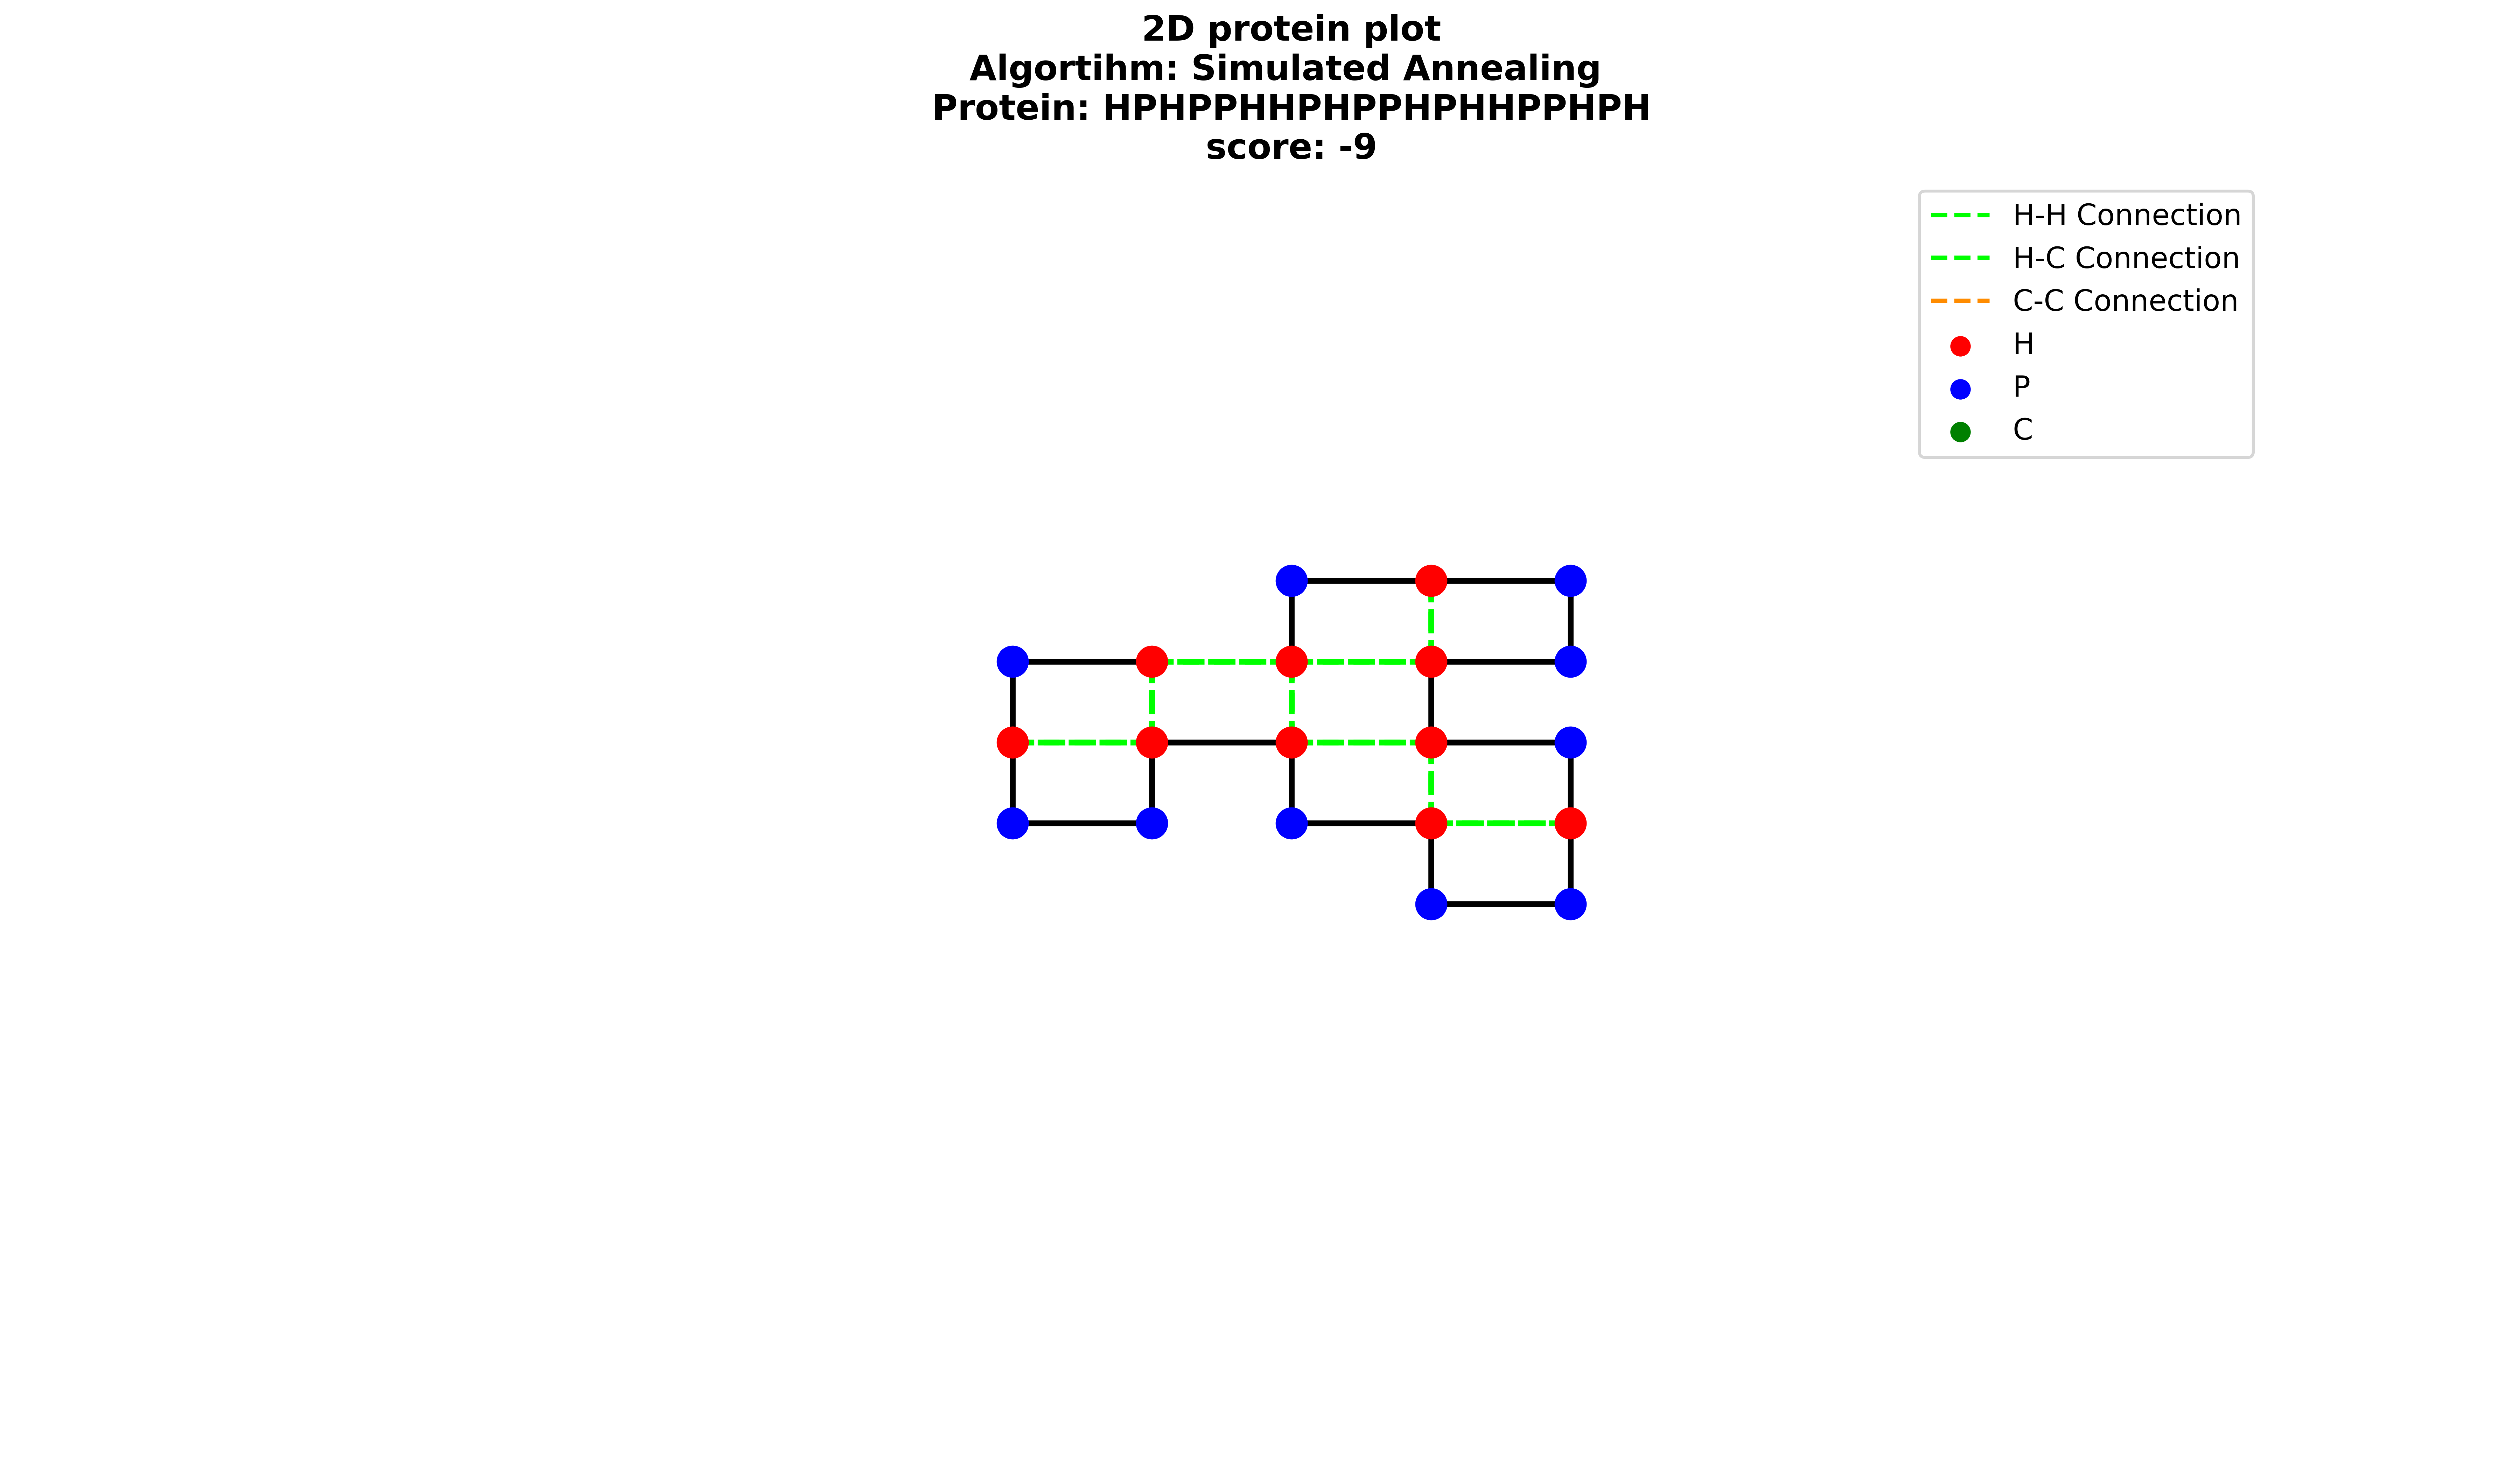 2D protein plot
Algortihm: Simulated Annealing
Protein: HPHPPHHPHPPHPHHPPHPH
score: -9
H-H Connection
H-C Connection
C-C Connection
H
P
C